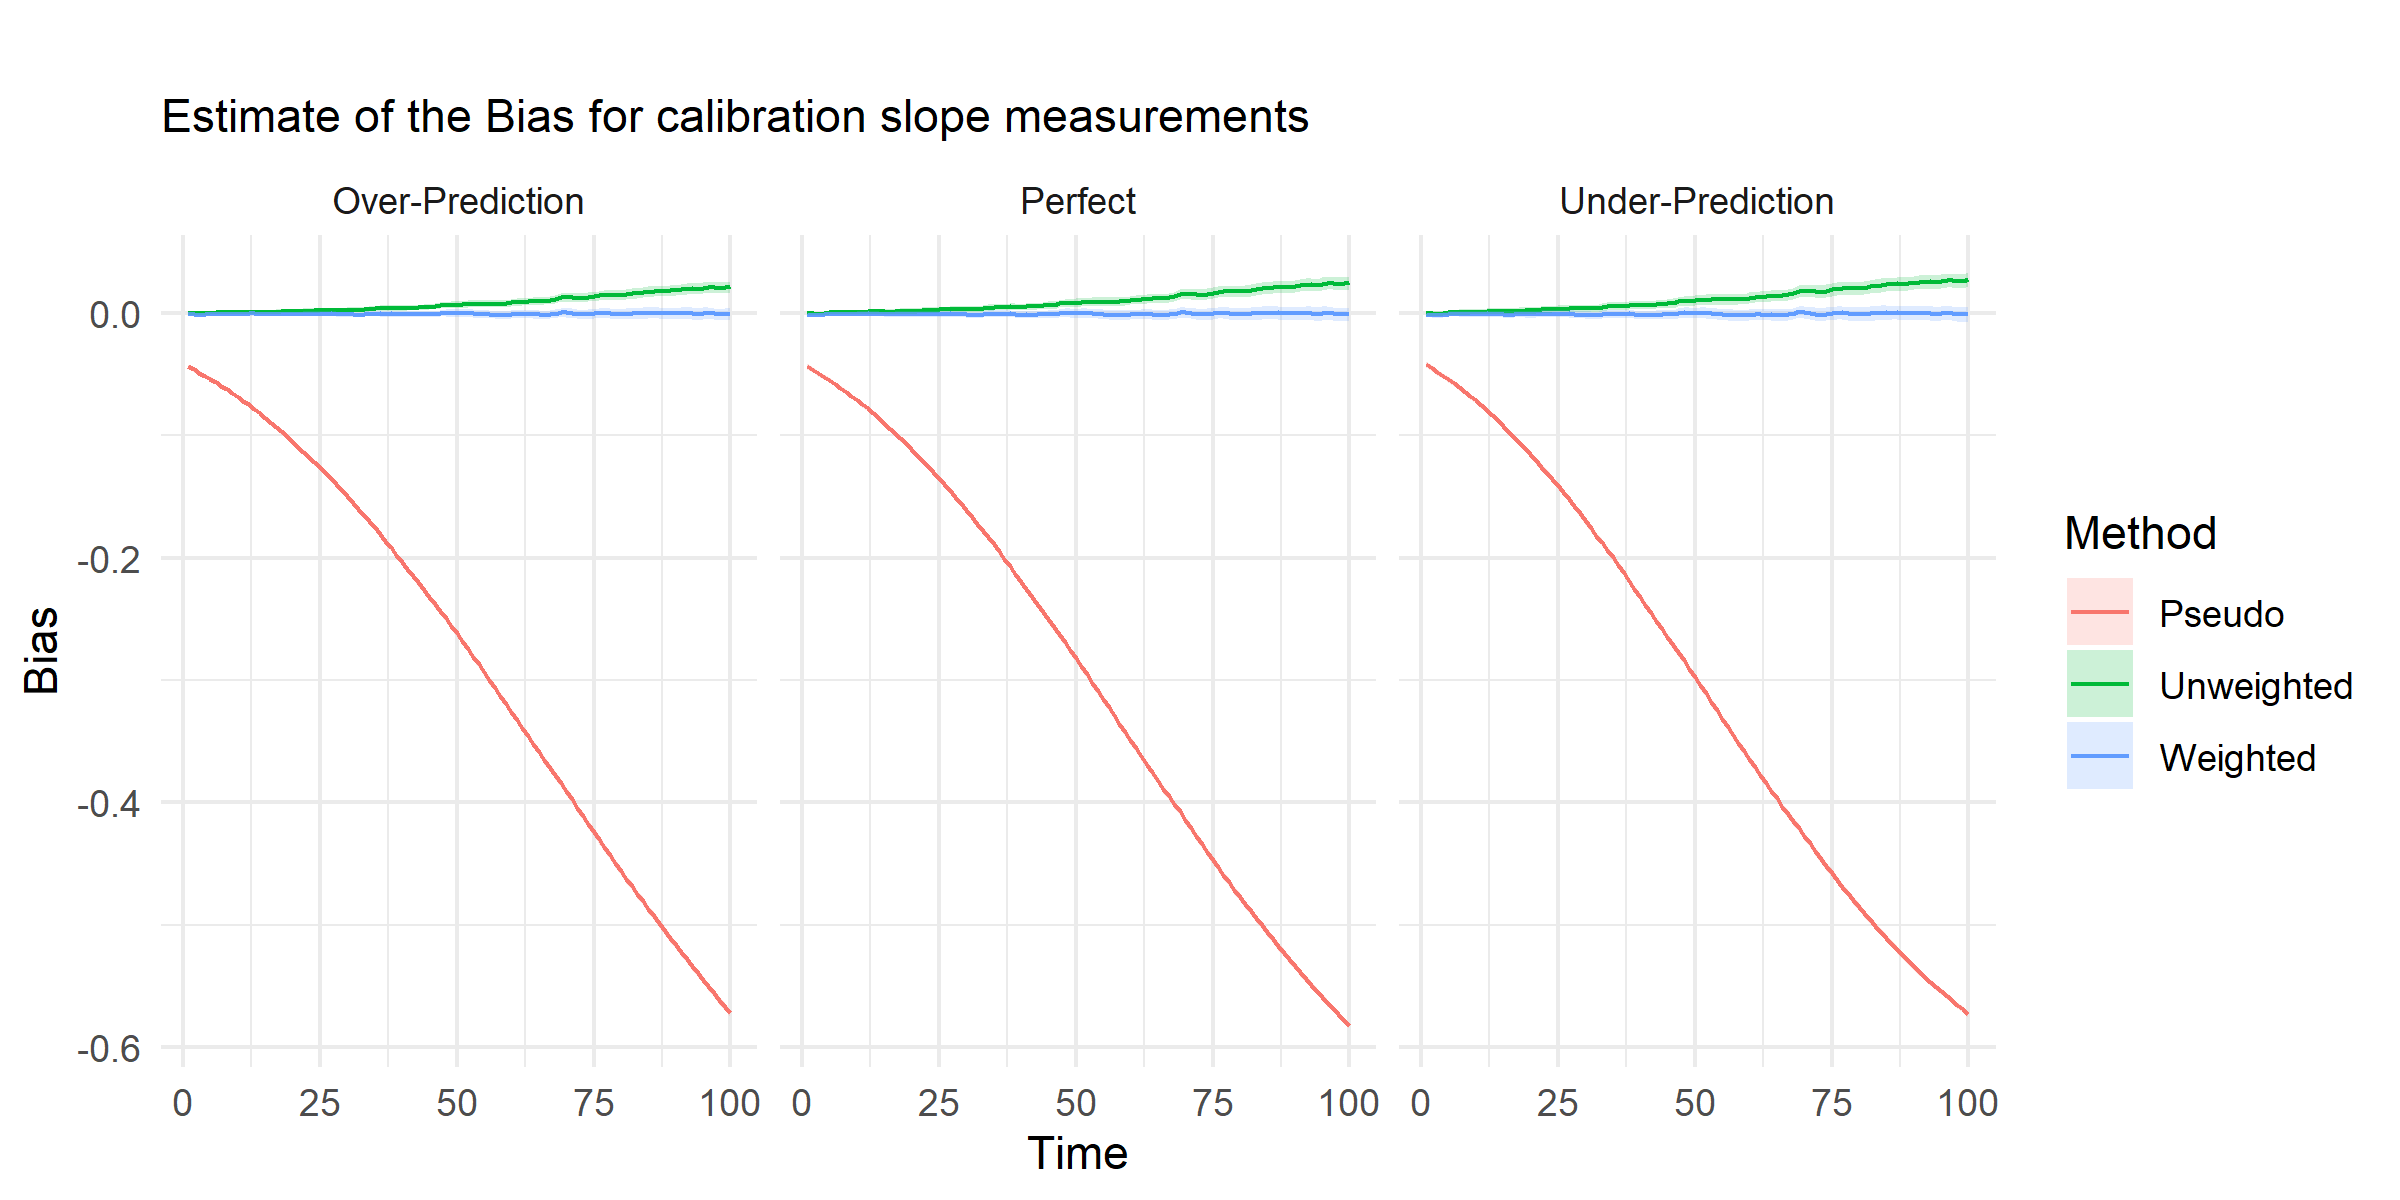 Estimate of the Bias for calibration slope measurements
Over-Prediction Perfect Under-Prediction
0.0
-0.2
-0.4
-0.6
Bias
0 25 50 75 100 0 25 50 75 100 0 25 50 75 100
Time
Method
Pseudo
Unweighted
Weighted